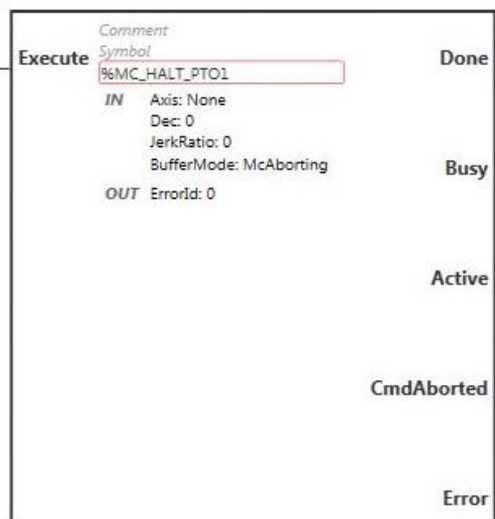 Comment
Symbol
Execute
Done
%MC_HALT_PTO1
IN Axis: None
Dec: 0
JerkRatio: 0
BufferMode: McAborting
Busy
OUT ErrorId: 0
Active
CmdAborted
Error